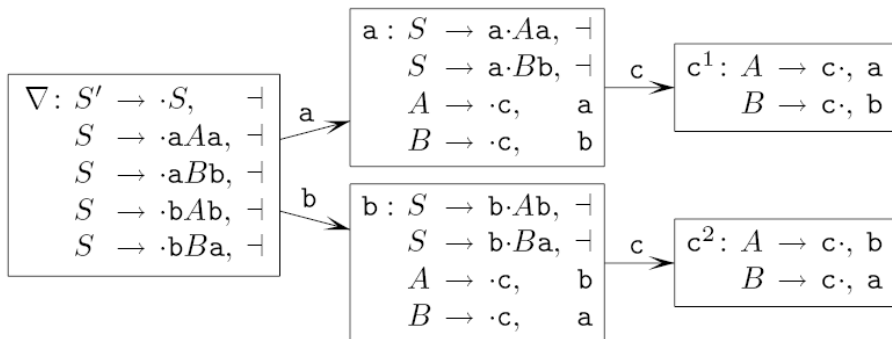 ∇: S′ → ·S, ⊣
S → ·aAa, ⊣
S → ·aBb, ⊣
S → ·bAb, ⊣
S → ·bBa, ⊣
a
b
a: S → a·Aa, ⊣
S → a·Bb, ⊣
A → ·c, a
B → ·c, b
c
c¹: A → c·, a
B → c·, b
b: S → b·Ab, ⊣
S → b·Ba, ⊣
A → ·c, b
B → ·c, a
c
c²: A → c·, b
B → c·, a